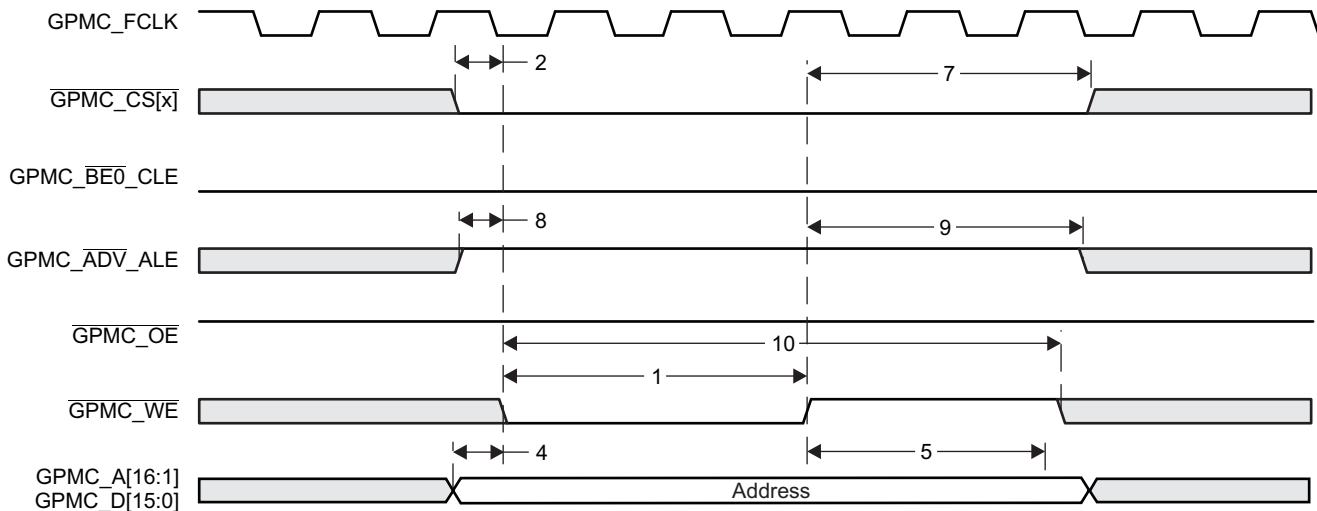 GPMC_FCLK
2
7
GPMC_CS[x]
GPMC_BE0_CLE
8
9
GPMC_ADV_ALE
GPMC_OE
10
1
GPMC_WE
4
5
GPMC_A[16:1]
GPMC_D[15:0]
Address